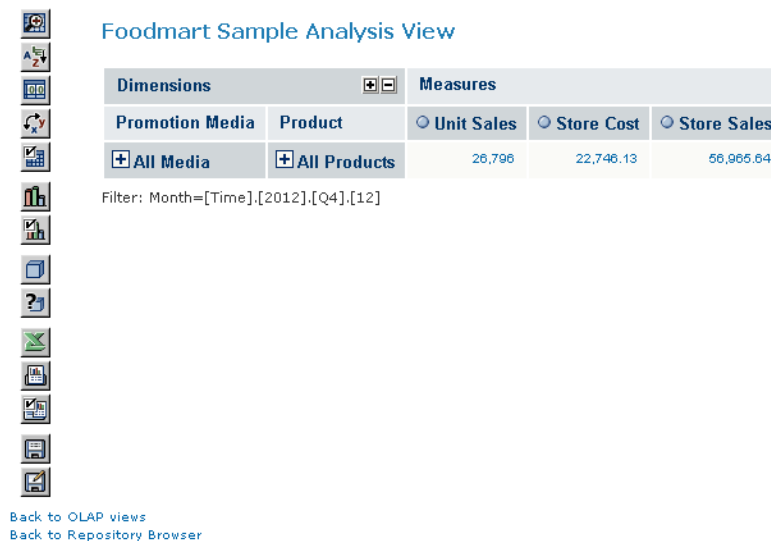 Foodmart Sample Analysis View
Dimensions Measures
Promotion Media Product Unit Sales Store Cost Store Sales
All Media All Products 26,796 22,746.13 56,965.64
Filter: Month=[Time].[2012].[Q4].[12]
Back to OLAP views
Back to Repository Browser